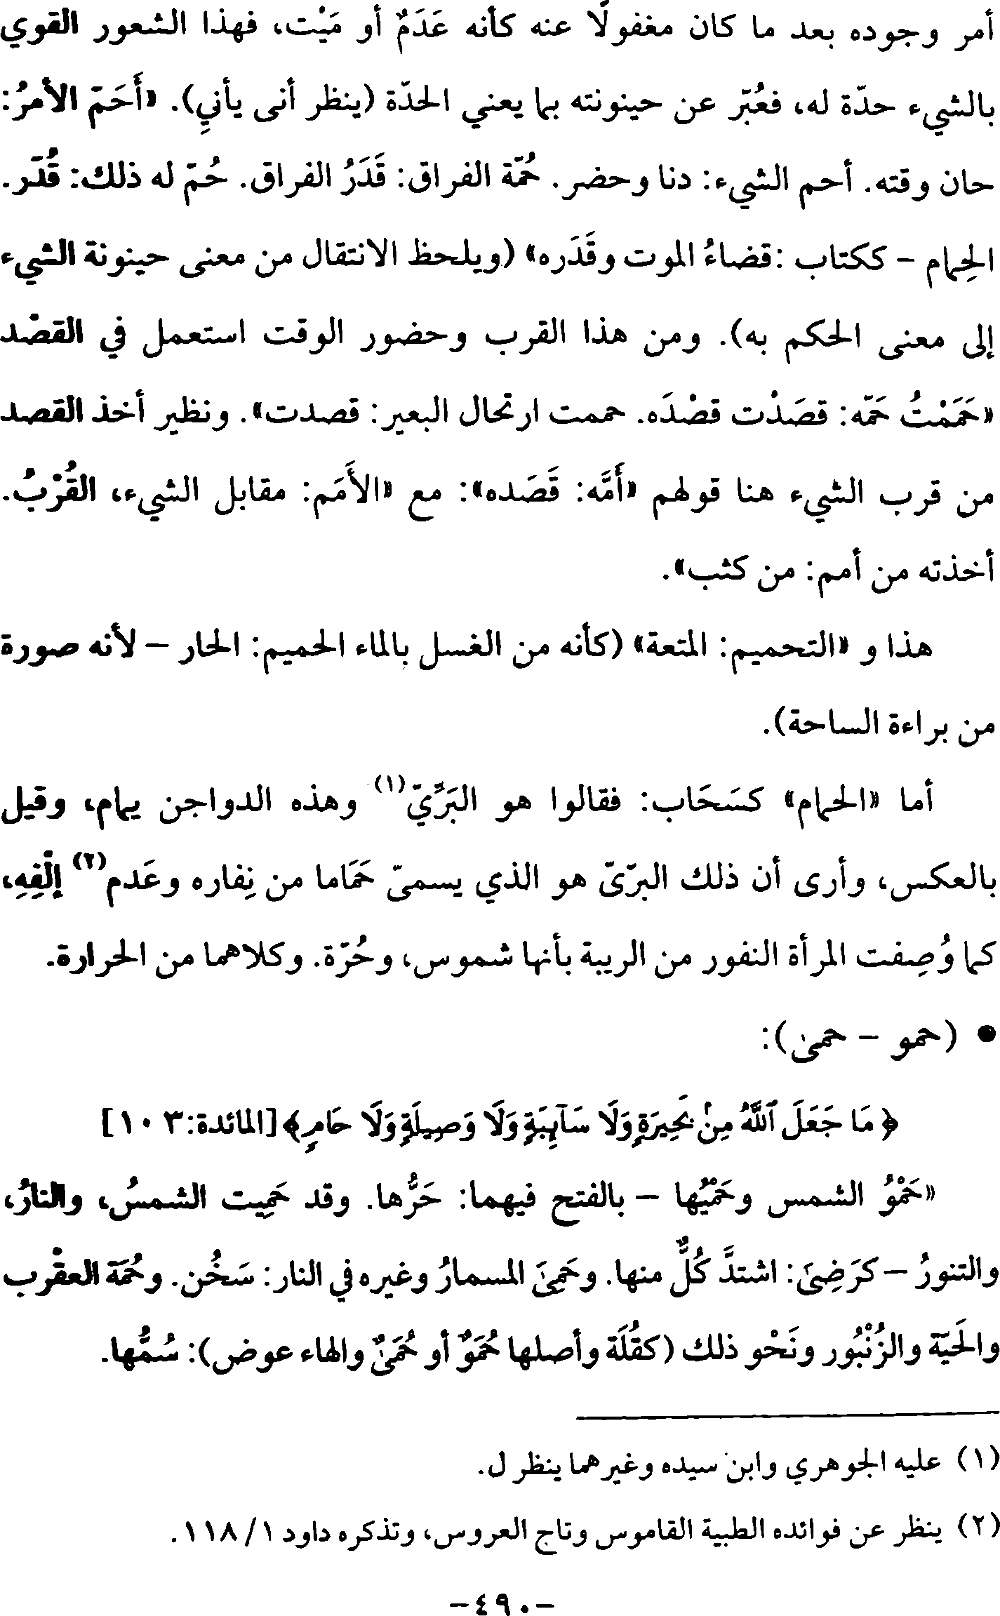 أمر وجوده بعد ما كان مغفولًا عنه كأنه عَدَمٌ أو مَيْت، فهذا الشعور القوي
بالشيء حدّة له، فعُبّر عن حينونته بما يعني الحدّة (ينظر أنى يأني). «أَحَمّ الأمرُ:
حان وقته. أحم الشيء: دنا وحضر. حُمّة الفراق: قَدَرُ الفراق. حُمّ له ذلك: قُدّر.
الحِمام – ككتاب :قضاءُ الموت وقَدَره» (ويلحظ الانتقال من معنى حينونة الشيء
إلى معنى الحكم به). ومن هذا القرب وحضور الوقت استعمل في القصْد
«حَمَمْتُ حَمّه: قصَدْت قصْدَه. حممت ارتحال البعير: قصدت». ونظير أخذ القصد
من قرب الشيء هنا قولهم «أَمَّه: قَصَده»: مع «الأَمَم: مقابل الشيء، القُرْبُ.
أخذته من أمم: من كثب».
هذا و «التحميم: المتعة» (كأنه من الغسل بالماء الحميم: الحار – لأنه صورة
من براءة الساحة).
أما «الحمام» كسَحَاب: فقالوا هو البَرِّيّ(١) وهذه الدواجن يمام، وقيل
بالعكس، وأرى أن ذلك البرّىّ هو الذي يسمىّ حَمَاما من نِفاره وعَدم(٢) إلْفِهِ،
كما وُصِفت المرأة النفور من الريبة بأنها شموس، وحُرّة. وكلاهما من الحرارة.
• (حمو – حمى):
﴿مَا جَعَلَ ٱللَّهُ مِنۢ بَحِيرَةٍ وَلَا سَآئِبَةٍ وَلَا وَصِيلَةٍ وَلَا حَامٍ﴾[المائدة:١٠٣]
«حَمْوُ الشمس وحَمْيُها – بالفتح فيهما: حَرُّها. وقد حَمِيت الشمسُ، والنارُ،
والتنورُ – كرَضِىَ: اشتدَّ كُلٌّ منها. وحَمِىَ المسمارُ وغيره في النار: سَخُن. وحُمَة العقْرب
والحَيّة والزُنْبُور ونَحْو ذلك (كقُلَة وأصلها حُمَوٌ أو حُمَىٌ والهاء عوض): سُمُّها.
(١) عليه الجوهري وابن سيده وغيرهما ينظر ل.
(٢) ينظر عن فوائده الطبية القاموس وتاج العروس، وتذكره داود ١/ ١١٨.
-٤٩٠-